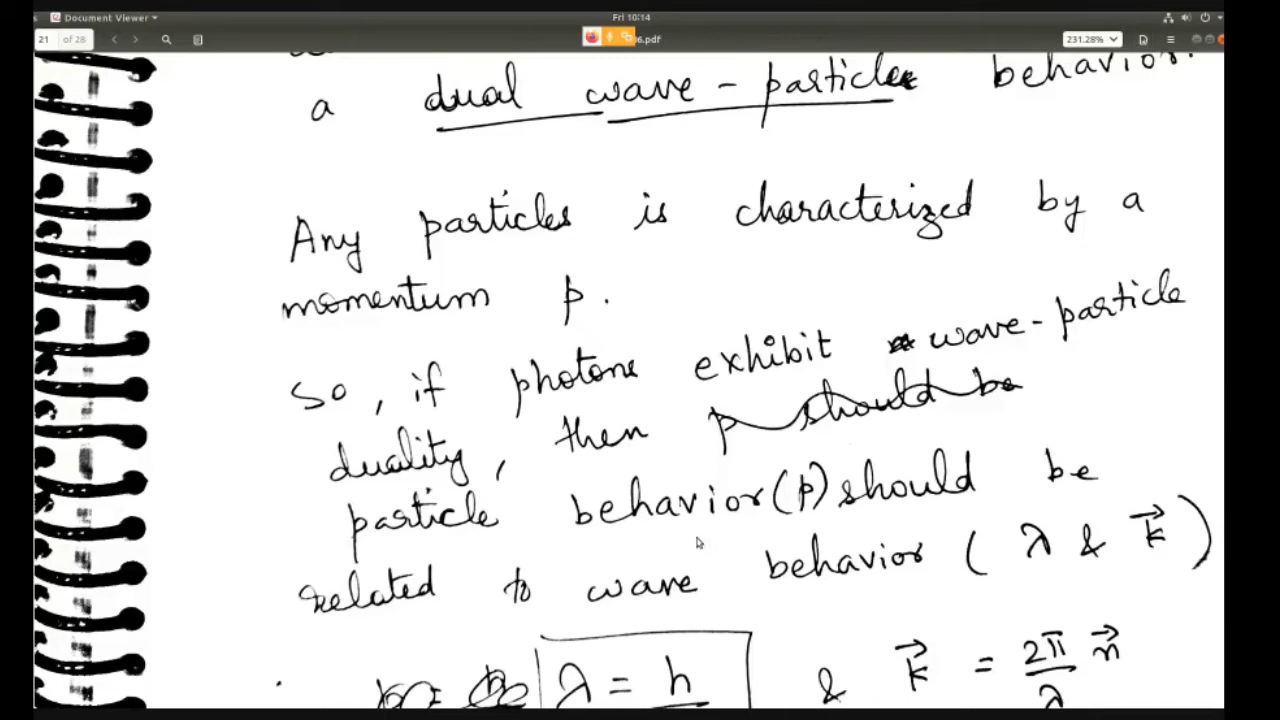 Document Viewer
Fri 10:14
21 of 28
06.pdf
231.28%
a dual wave - particle behavior.
Any particles is characterized by a
momentum p.
So, if photons exhibit wave-particle
duality, then p should be
particle behavior (p) should be
related to wave behavior ( λ & k⃗ )
λ = h & k⃗ = 2π/λ n⃗